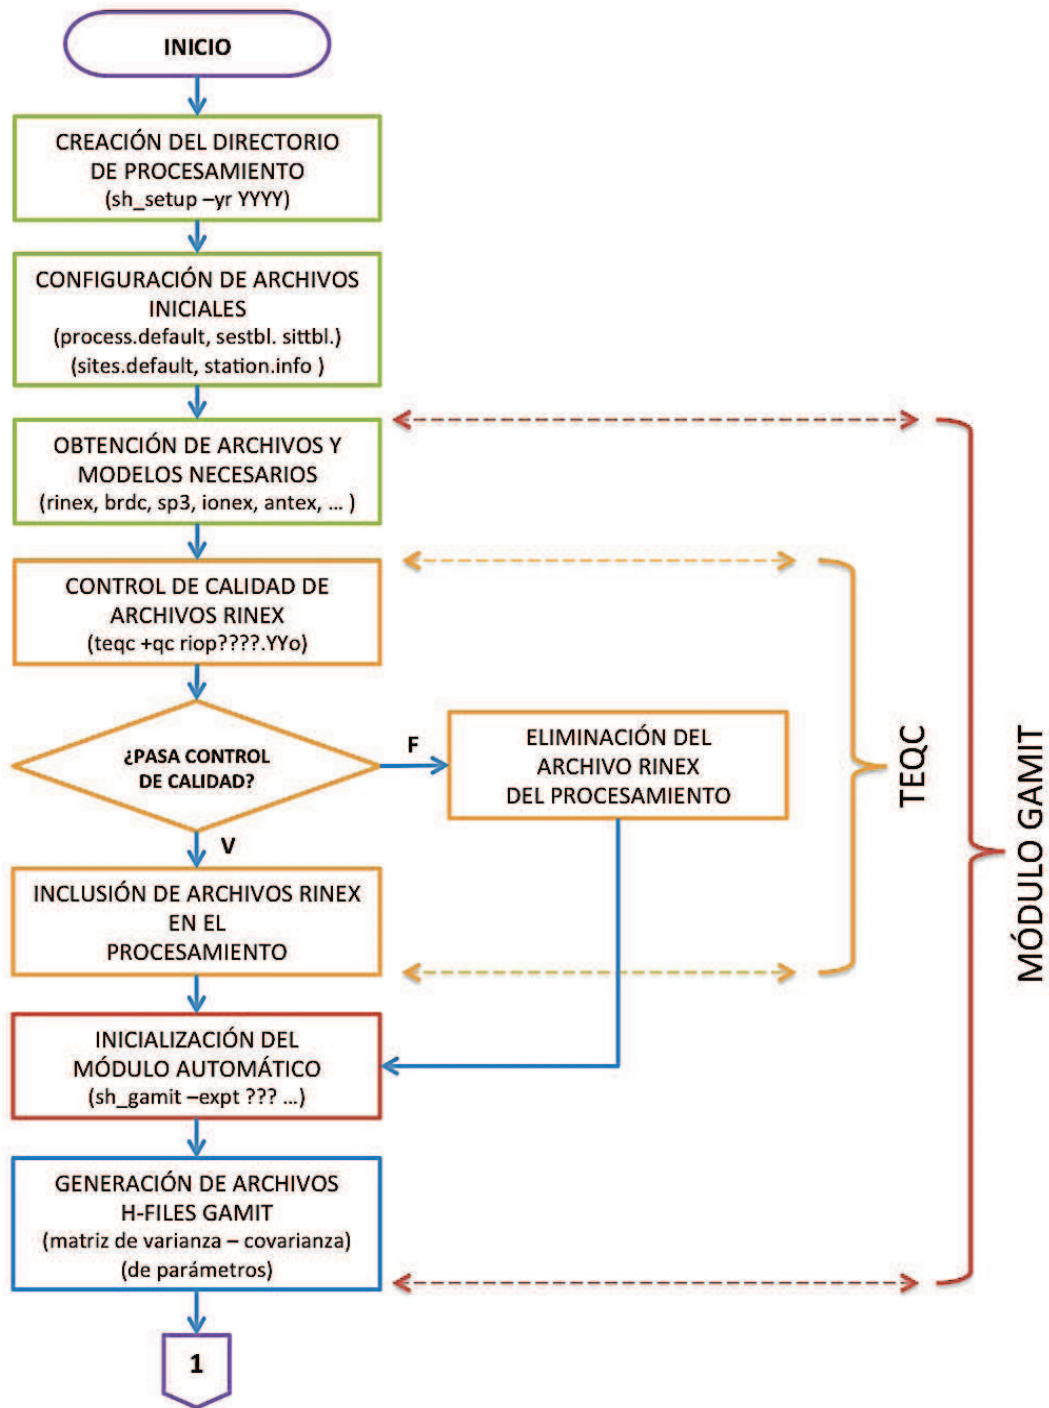 INICIO
CREACIÓN DEL DIRECTORIO
DE PROCESAMIENTO
(sh_setup –yr YYYY)
CONFIGURACIÓN DE ARCHIVOS
INICIALES
(process.default, sestbl. sittbl.)
(sites.default, station.info )
OBTENCIÓN DE ARCHIVOS Y
MODELOS NECESARIOS
(rinex, brdc, sp3, ionex, antex, ... )
CONTROL DE CALIDAD DE
ARCHIVOS RINEX
(teqc +qc riop????.YYo)
¿PASA CONTROL
DE CALIDAD?
F
ELIMINACIÓN DEL
ARCHIVO RINEX
DEL PROCESAMIENTO
V
INCLUSIÓN DE ARCHIVOS RINEX
EN EL
PROCESAMIENTO
INICIALIZACIÓN DEL
MÓDULO AUTOMÁTICO
(sh_gamit –expt ??? ...)
GENERACIÓN DE ARCHIVOS
H-FILES GAMIT
(matriz de varianza – covarianza)
(de parámetros)
1
TEQC
MÓDULO GAMIT